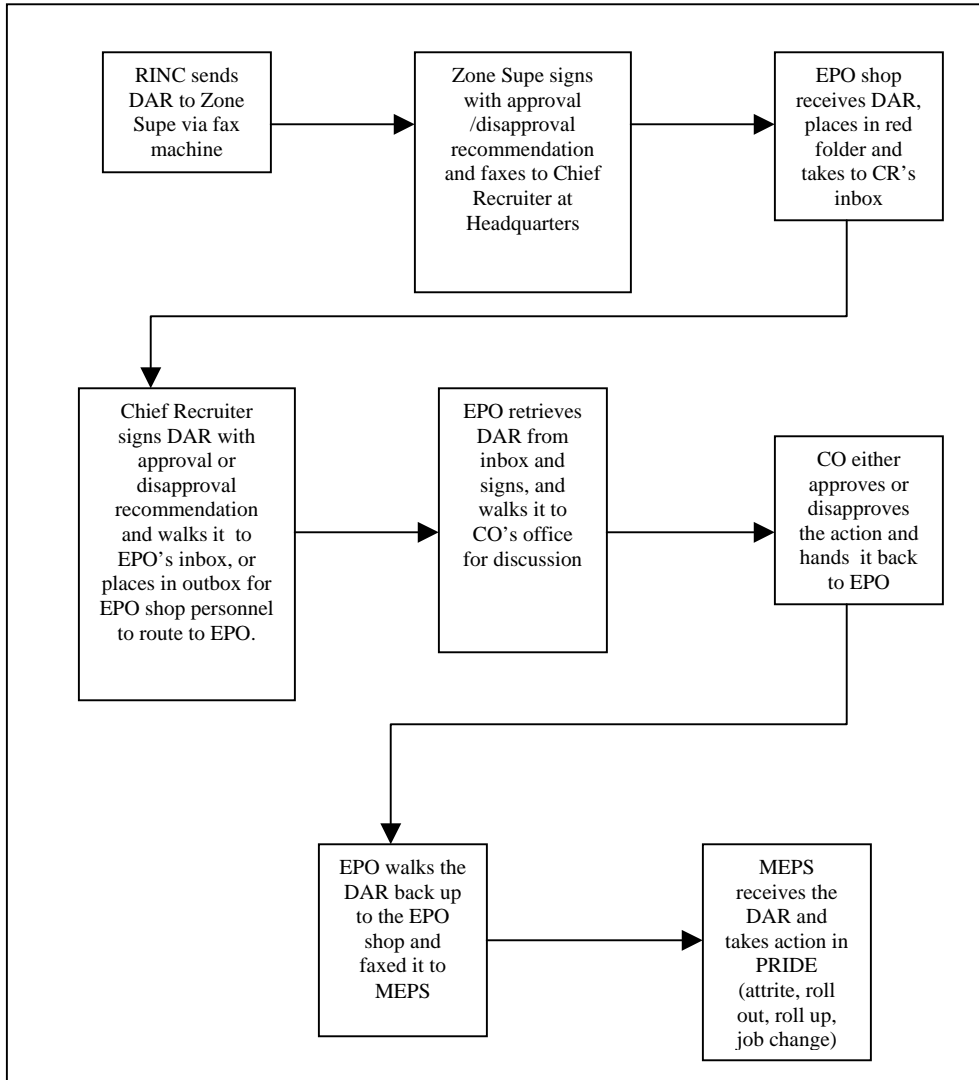 RINC sends
DAR to Zone
Supe via fax
machine
Zone Supe signs
with approval
/disapproval
recommendation
and faxes to Chief
Recruiter at
Headquarters
EPO shop
receives DAR,
places in red
folder and
takes to CR’s
inbox
Chief Recruiter
signs DAR with
approval or
disapproval
recommendation
and walks it to
EPO’s inbox, or
places in outbox for
EPO shop personnel
to route to EPO.
EPO retrieves
DAR from
inbox and
signs, and
walks it to
CO’s office
for discussion
CO either
approves or
disapproves
the action and
hands it back
to EPO
EPO walks the
DAR back up
to the EPO
shop and
faxed it to
MEPS
MEPS
receives the
DAR and
takes action in
PRIDE
(attrite, roll
out, roll up,
job change)